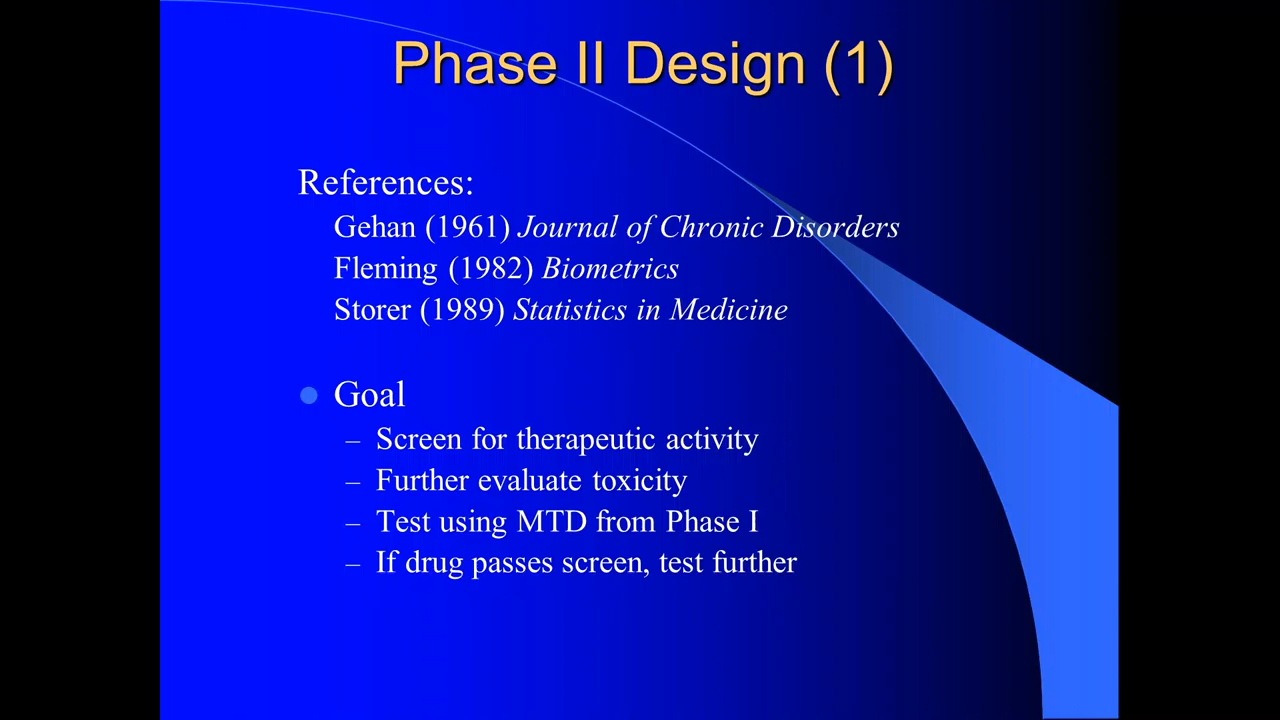 Phase II Design (1)
References:
Gehan (1961) Journal of Chronic Disorders
Fleming (1982) Biometrics
Storer (1989) Statistics in Medicine
Goal
– Screen for therapeutic activity
– Further evaluate toxicity
– Test using MTD from Phase I
– If drug passes screen, test further